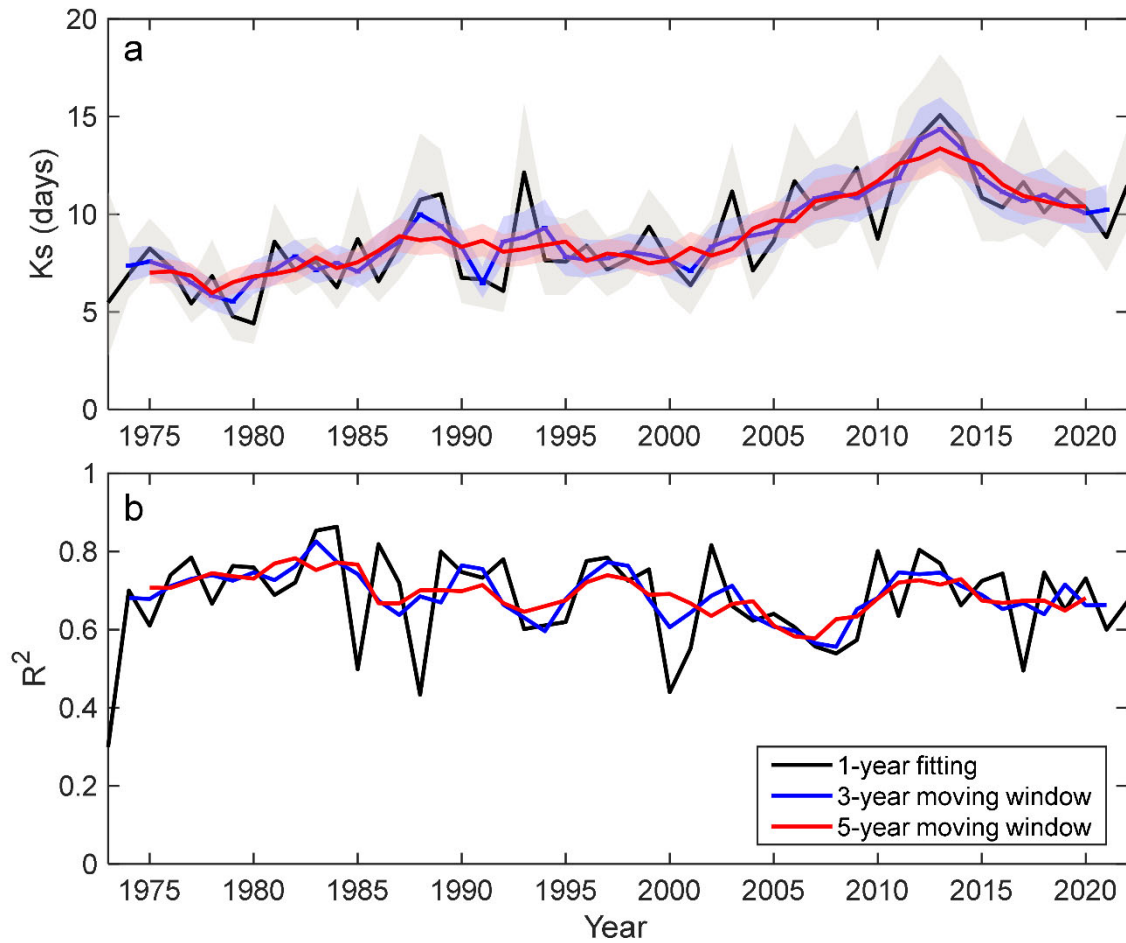 20
a
15
Ks (days)
10
5
0
1975 1980 1985 1990 1995 2000 2005 2010 2015 2020
1
b
0.8
0.6
R²
0.4
1-year fitting
3-year moving window
0.2
5-year moving window
0
1975 1980 1985 1990 1995 2000 2005 2010 2015 2020
Year